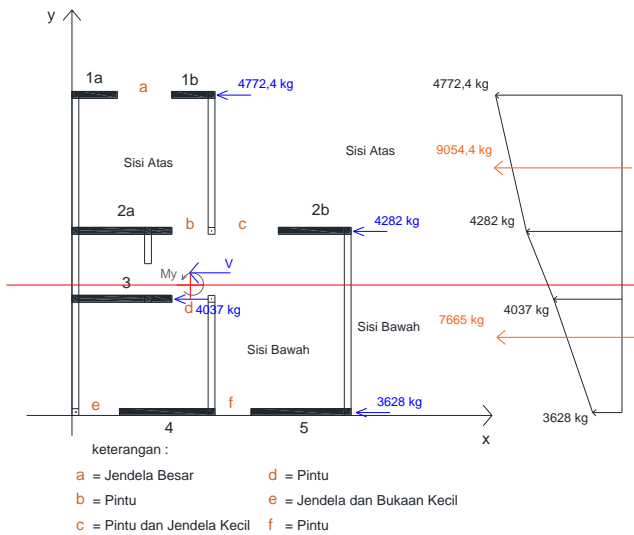 y
1a a 1b 4772,4 kg 4772,4 kg
Sisi Atas Sisi Atas 9054,4 kg
2a b c 2b 4282 kg 4282 kg
My V
3 d 4037 kg 4037 kg
Sisi Bawah 7665 kg
Sisi Bawah
e f 3628 kg 3628 kg
4 5 x
keterangan :
a = Jendela Besar d = Pintu
b = Pintu e = Jendela dan Bukaan Kecil
c = Pintu dan Jendela Kecil f = Pintu